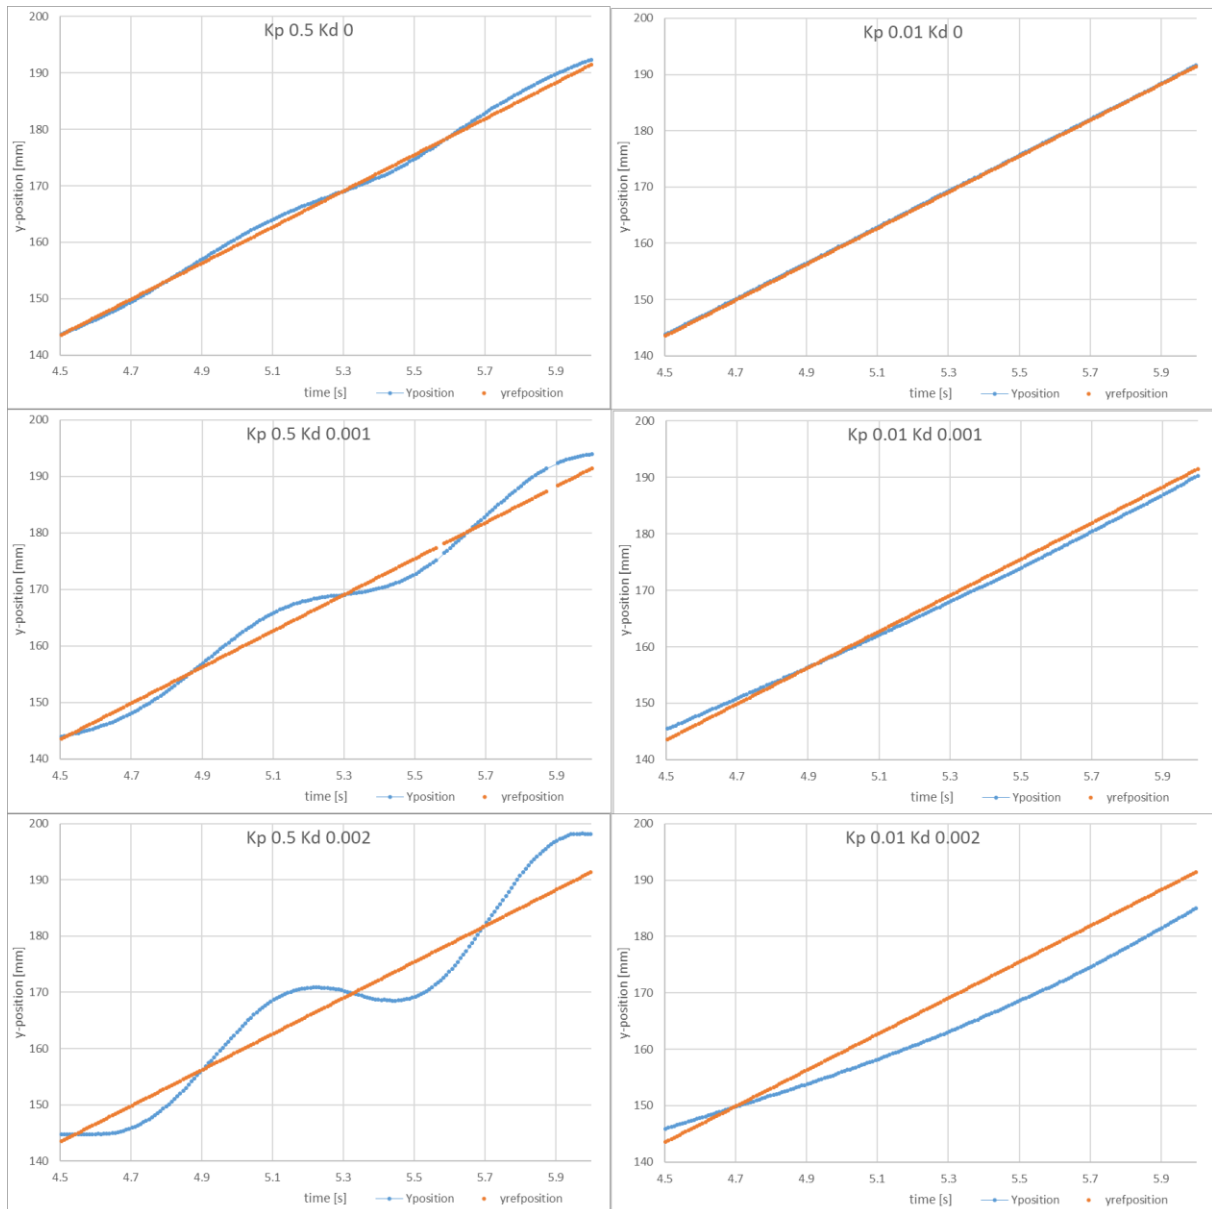 Kp 0.5 Kd 0
200
190
180
170
160
150
140
y-position [mm]
4.5 4.7 4.9 5.1 5.3 5.5 5.7 5.9
time [s] Yposition yrefposition
Kp 0.01 Kd 0
200
190
180
170
160
150
140
y-position [mm]
4.5 4.7 4.9 5.1 5.3 5.5 5.7 5.9
time [s] Yposition yrefposition
Kp 0.5 Kd 0.001
200
190
180
170
160
150
140
y-position [mm]
4.5 4.7 4.9 5.1 5.3 5.5 5.7 5.9
time [s] Yposition yrefposition
Kp 0.01 Kd 0.001
200
190
180
170
160
150
140
y-position [mm]
4.5 4.7 4.9 5.1 5.3 5.5 5.7 5.9
time [s] Yposition yrefposition
Kp 0.5 Kd 0.002
200
190
180
170
160
150
140
y-position [mm]
4.5 4.7 4.9 5.1 5.3 5.5 5.7 5.9
time [s] Yposition yrefposition
Kp 0.01 Kd 0.002
200
190
180
170
160
150
140
y-position [mm]
4.5 4.7 4.9 5.1 5.3 5.5 5.7 5.9
time [s] Yposition yrefposition